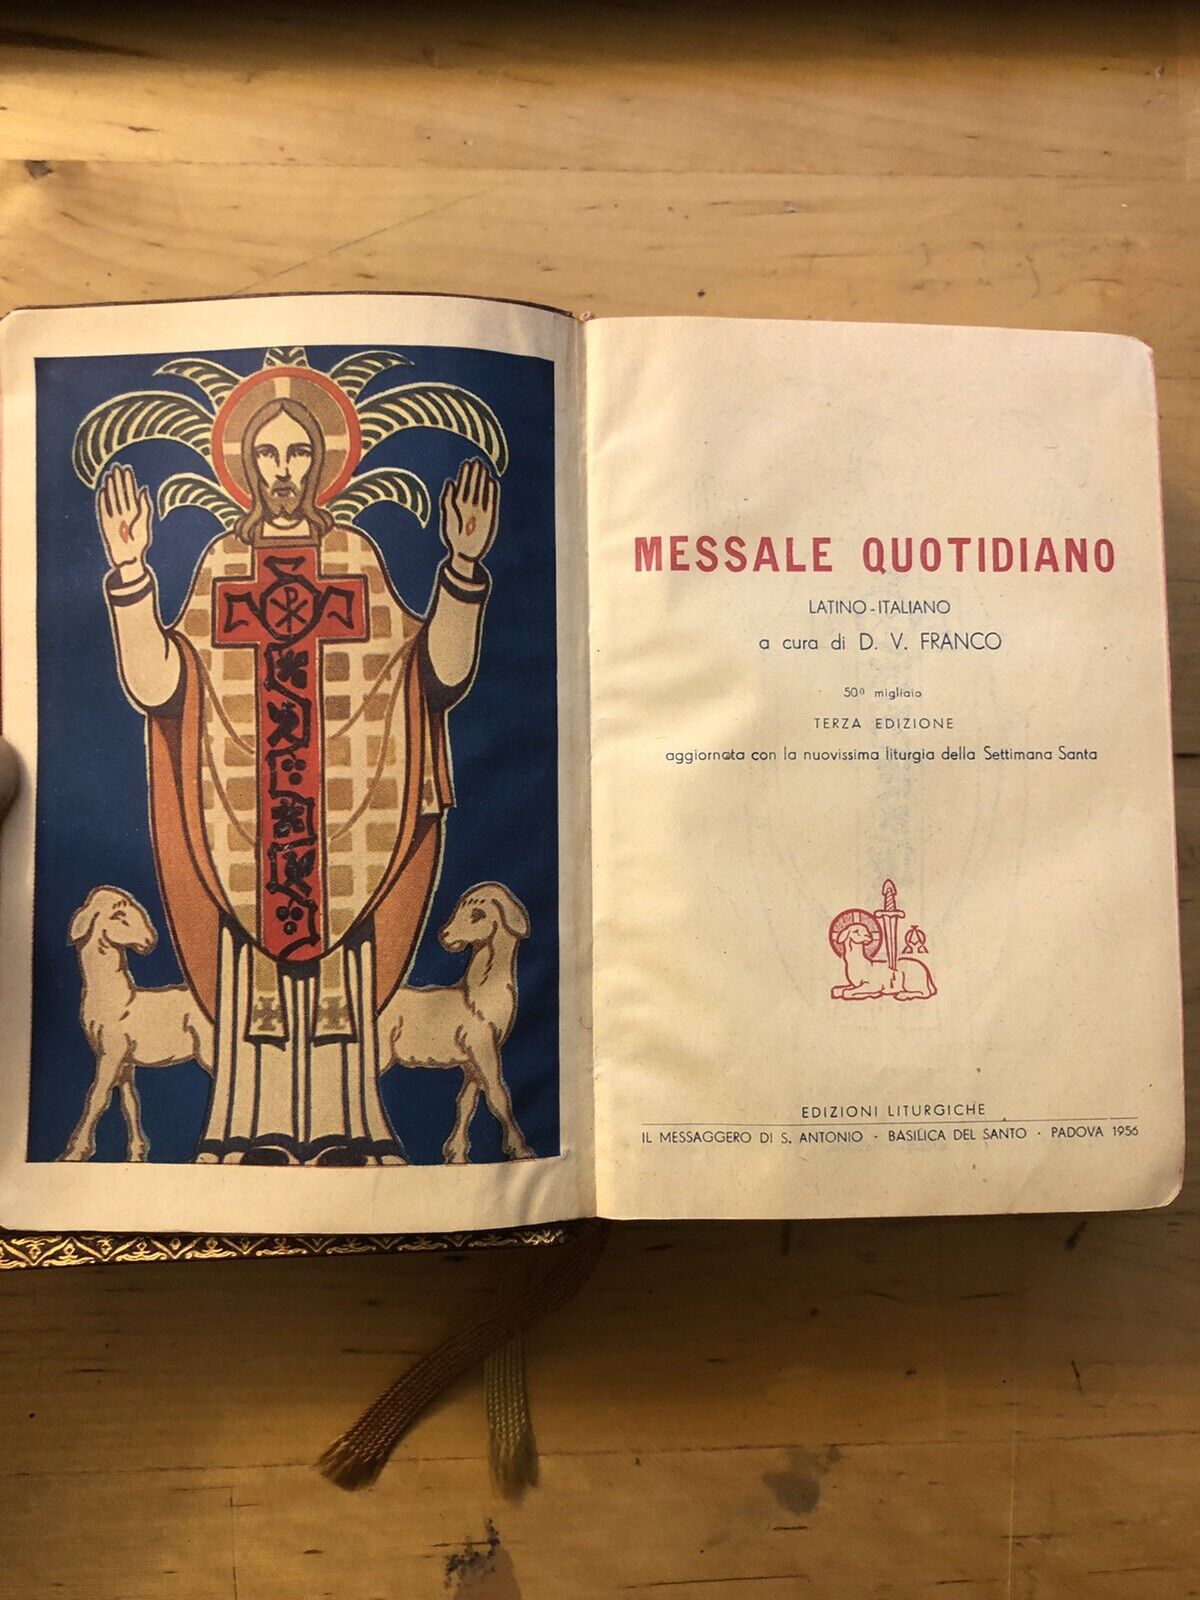 MESSALE QUOTIDIANO
LATINO-ITALIANO
a cura di D. V. FRANCO
50º migliaio
TERZA EDIZIONE
aggiornata con la nuovissima liturgia della Settimana Santa
EDIZIONI LITURGICHE
IL MESSAGGERO DI S. ANTONIO - BASILICA DEL SANTO - PADOVA 1956